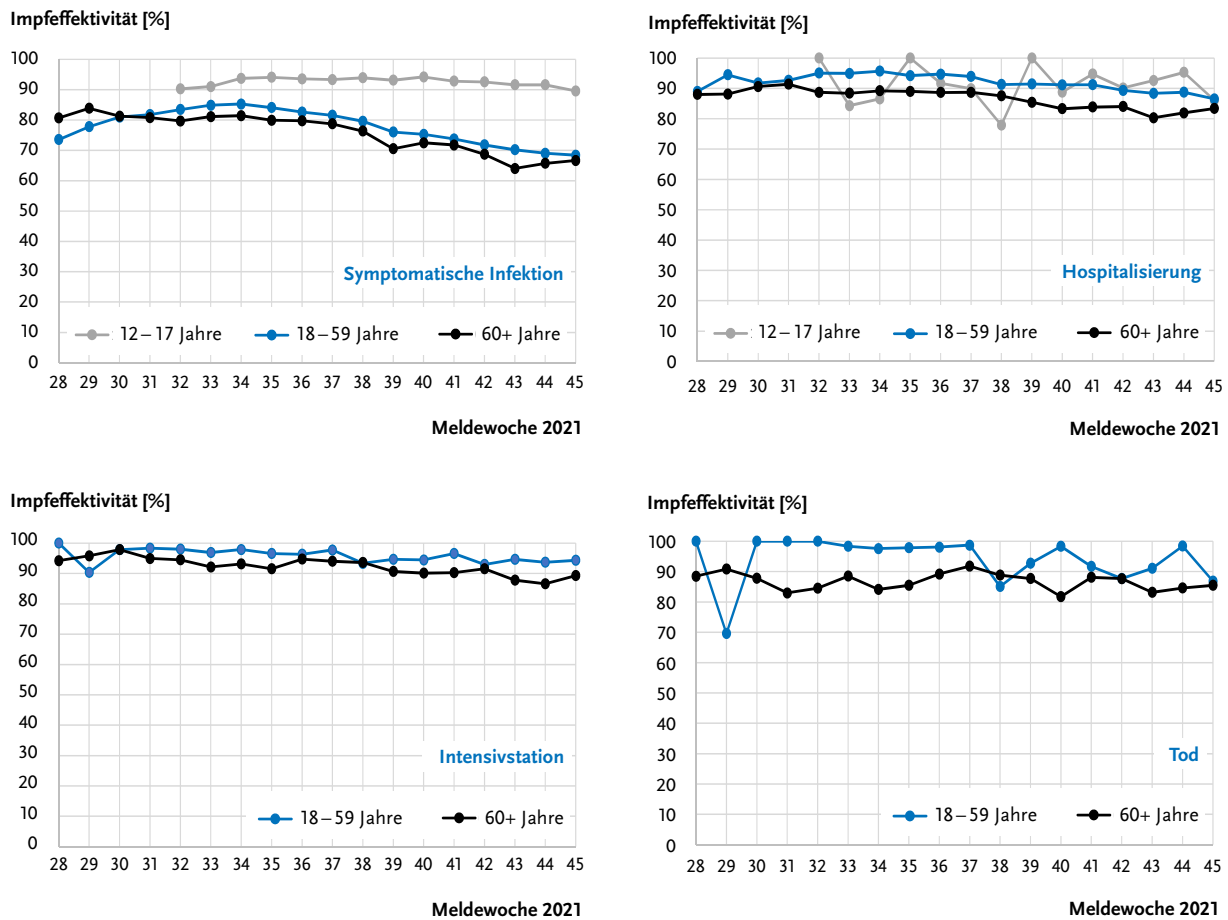 Impfeffektivität [%]
100
90
80
70
60
50
40
30
20
10
0
Symptomatische Infektion
12–17 Jahre 18–59 Jahre 60+ Jahre
28 29 30 31 32 33 34 35 36 37 38 39 40 41 42 43 44 45
Meldewoche 2021
Impfeffektivität [%]
100
90
80
70
60
50
40
30
20
10
0
Hospitalisierung
12–17 Jahre 18–59 Jahre 60+ Jahre
28 29 30 31 32 33 34 35 36 37 38 39 40 41 42 43 44 45
Meldewoche 2021
Impfeffektivität [%]
100
90
80
70
60
50
40
30
20
10
0
Intensivstation
18–59 Jahre 60+ Jahre
28 29 30 31 32 33 34 35 36 37 38 39 40 41 42 43 44 45
Meldewoche 2021
Impfeffektivität [%]
100
90
80
70
60
50
40
30
20
10
0
Tod
18–59 Jahre 60+ Jahre
28 29 30 31 32 33 34 35 36 37 38 39 40 41 42 43 44 45
Meldewoche 2021